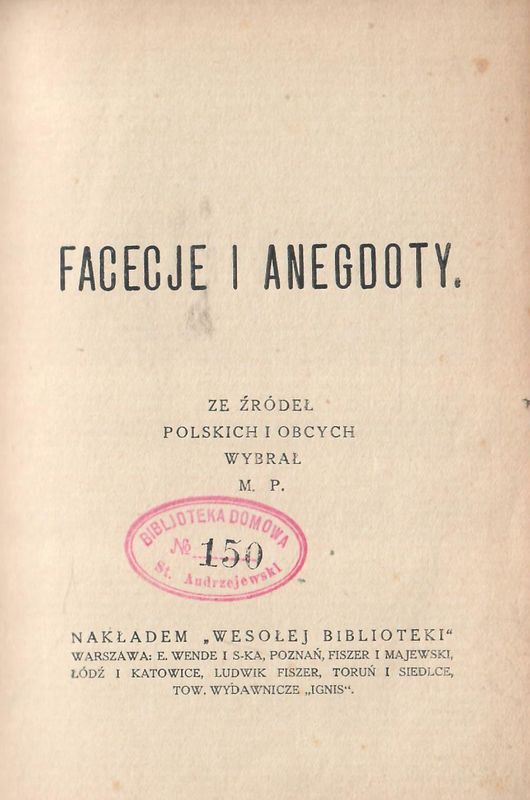 FACECJE I ANEGDOTY.
ZE ŹRÓDEŁ
POLSKICH I OBCYCH
WYBRAŁ
M. P.
BIBLJOTEKA DOMOWA
№ 150
St. Andrzejewski
NAKŁADEM „WESOŁEJ BIBLIOTEKI“
WARSZAWA: E. WENDE I S-KA, POZNAŃ, FISZER I MAJEWSKI,
ŁÓDŹ I KATOWICE, LUDWIK FISZER, TORUŃ I SIEDLCE,
TOW. WYDAWNICZE „IGNIS“.